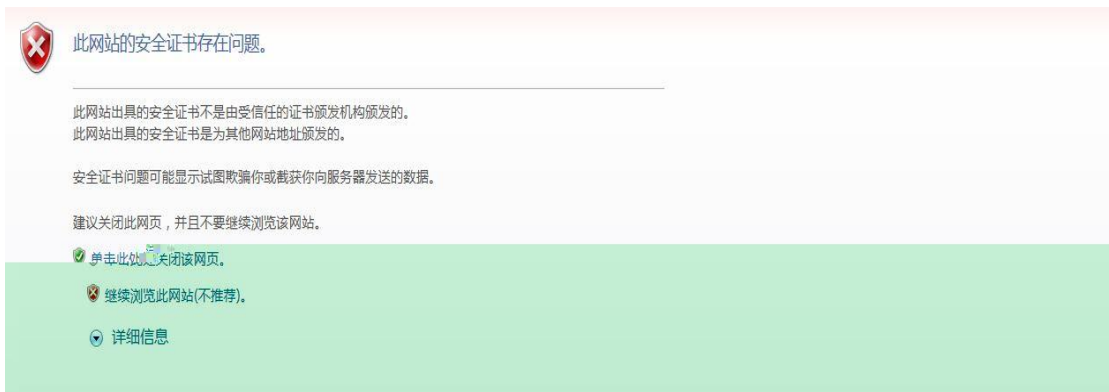 此网站的安全证书存在问题。
此网站出具的安全证书不是由受信任的证书颁发机构颁发的。
此网站出具的安全证书是为其他网站地址颁发的。
安全证书问题可能显示试图欺骗你或截获你向服务器发送的数据。
建议关闭此网页，并且不要继续浏览该网站。
单击此处关闭该网页。
继续浏览此网站(不推荐)。
详细信息